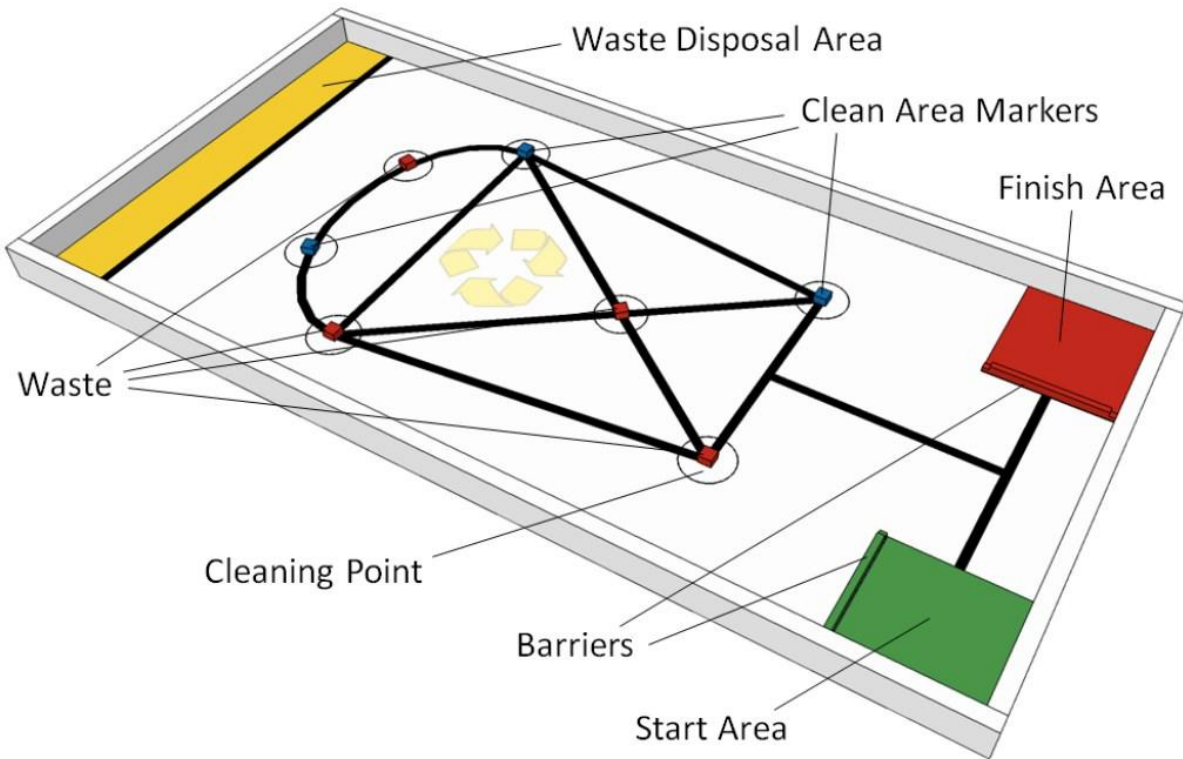 Waste Disposal Area
Clean Area Markers
Finish Area
Waste
Cleaning Point
Barriers
Start Area